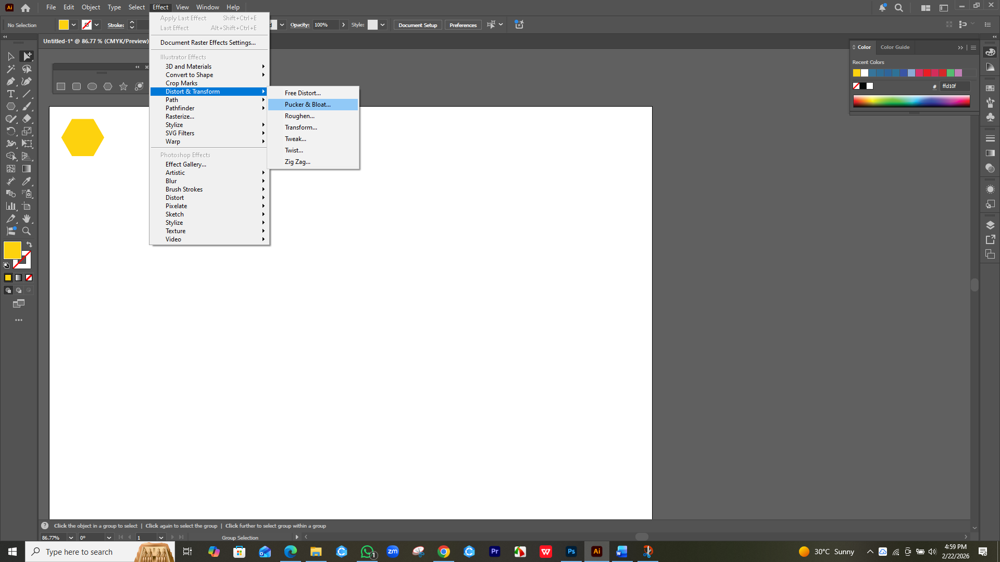 Ai File Edit Object Type Select Effect View Window Help
No Selection Stroke: Opacity: 100% Style: Document Setup Preferences
Untitled-1* @ 86.77 % (CMYK/Preview)
Apply Last Effect Shift+Ctrl+E
Last Effect Alt+Shift+Ctrl+E
Document Raster Effects Settings...
Illustrator Effects
3D and Materials
Convert to Shape
Crop Marks
Distort & Transform
Path
Pathfinder
Rasterize...
Stylize
SVG Filters
Warp
Photoshop Effects
Effect Gallery...
Artistic
Blur
Brush Strokes
Distort
Pixelate
Sketch
Stylize
Texture
Video
Free Distort...
Pucker & Bloat...
Roughen...
Transform...
Tweak...
Twist...
Zig Zag...
Color Color Guide
Recent Colors
# ffd10f
Click the object in a group to select | Click again to select the group | Click further to select group within a group
86.77% 0° 1 Group Selection
Type here to search
1
zm
Pr
W
Ps
Ai
30°C Sunny
4:59 PM
2/22/2026